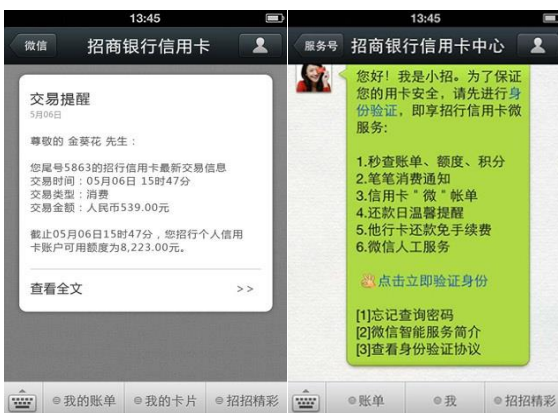 13:45
微信
招商银行信用卡
交易提醒
5月06日
尊敬的 金葵花 先生：
您尾号5863的招行信用卡最新交易信息
交易时间：05月06日 15时47分
交易类型：消费
交易金额：人民币539.00元
截止05月06日15时47分，您招行个人信用
卡账户可用额度为8,223.00元。
查看全文 >>
我的账单 我的卡片 招招精彩
13:45
服务号
招商银行信用卡中心
您好！我是小招。为了保证
您的用卡安全，请先进行身
份验证，即享招行信用卡微
服务：
1.秒查账单、额度、积分
2.笔笔消费通知
3.信用卡"微"帐单
4.还款日温馨提醒
5.他行卡还款免手续费
6.微信人工服务
点击立即验证身份
[1]忘记查询密码
[2]微信智能服务简介
[3]查看身份验证协议
账单 我 招招精彩